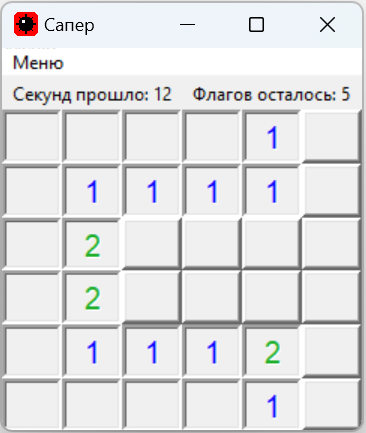 Сапер
Меню
Секунд прошло: 12 Флагов осталось: 5
1
1 1 1 1
2
2
1 1 1 2
1